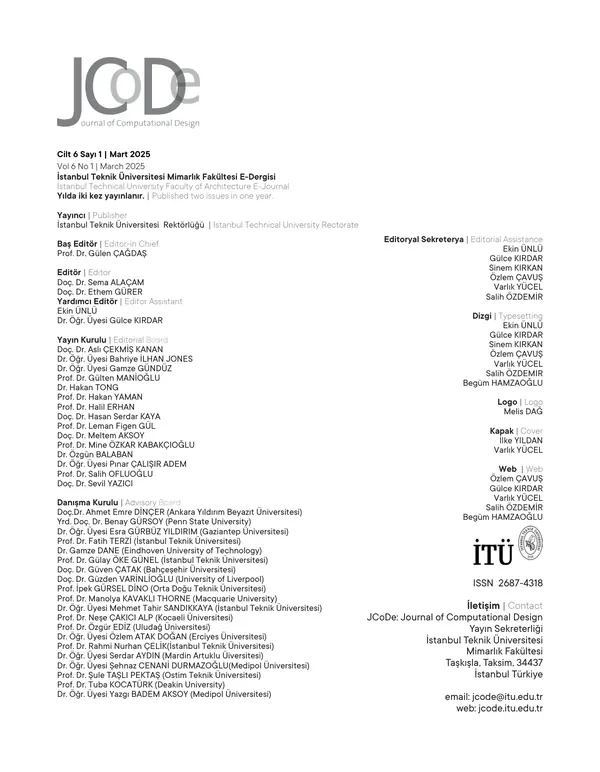 JCoDe
Journal of Computational Design
Cilt 6 Sayı 1 | Mart 2025
Vol 6 No 1 | March 2025
İstanbul Teknik Üniversitesi Mimarlık Fakültesi E-Dergisi
Istanbul Technical University Faculty of Architecture E-Journal
Yılda iki kez yayınlanır. | Published two issues in one year.
Yayıncı | Publisher
İstanbul Teknik Üniversitesi Rektörlüğü | Istanbul Technical University Rectorate
Baş Editör | Editor-in Chief
Prof. Dr. Gülen ÇAĞDAŞ
Editör | Editor
Doç. Dr. Sema ALAÇAM
Doç. Dr. Ethem GÜRER
Yardımcı Editör | Editor Assistant
Ekin ÜNLÜ
Dr. Öğr. Üyesi Gülce KIRDAR
Yayın Kurulu | Editorial Board
Doç. Dr. Aslı ÇEKMİŞ KANAN
Dr. Öğr. Üyesi Bahriye İLHAN JONES
Dr. Öğr. Üyesi Gamze GÜNDÜZ
Prof. Dr. Gülten MANİOĞLU
Dr. Hakan TONG
Prof. Dr. Hakan YAMAN
Prof. Dr. Halil ERHAN
Doç. Dr. Hasan Serdar KAYA
Prof. Dr. Leman Figen GÜL
Doç. Dr. Meltem AKSOY
Prof. Dr. Mine ÖZKAR KABAKÇIOĞLU
Dr. Özgün BALABAN
Dr. Öğr. Üyesi Pınar ÇALIŞIR ADEM
Prof. Dr. Salih OFLUOĞLU
Doç. Dr. Sevil YAZICI
Danışma Kurulu | Advisory Board
Doç.Dr. Ahmet Emre DİNÇER (Ankara Yıldırım Beyazıt Üniversitesi)
Yrd. Doç. Dr. Benay GÜRSOY (Penn State University)
Dr. Öğr. Üyesi Esra GÜRBÜZ YILDIRIM (Gaziantep Üniversitesi)
Prof. Dr. Fatih TERZİ (İstanbul Teknik Üniversitesi)
Dr. Gamze DANE (Eindhoven University of Technology)
Prof. Dr. Gülay ÖKE GÜNEL (İstanbul Teknik Üniversitesi)
Doç. Dr. Güven ÇATAK (Bahçeşehir Üniversitesi)
Doç. Dr. Güzden VARİNLİOĞLU (University of Liverpool)
Prof. İpek GÜRSEL DİNO (Orta Doğu Teknik Üniversitesi)
Prof. Dr. Manolya KAVAKLI THORNE (Macquarie University)
Dr. Öğr. Üyesi Mehmet Tahir SANDIKKAYA (İstanbul Teknik Üniversitesi)
Prof. Dr. Neşe ÇAKICI ALP (Kocaeli Üniversitesi)
Prof. Dr. Özgür EDİZ (Uludağ Üniversitesi)
Dr. Öğr. Üyesi Özlem ATAK DOĞAN (Erciyes Üniversitesi)
Prof. Dr. Rahmi Nurhan ÇELİK(İstanbul Teknik Üniversitesi)
Dr. Öğr. Üyesi Serdar AYDIN (Mardin Artuklu Üiversitesi)
Dr. Öğr. Üyesi Şehnaz CENANİ DURMAZOĞLU(Medipol Üniversitesi)
Prof. Dr. Şule TAŞLI PEKTAŞ (Ostim Teknik Üniversitesi)
Prof. Dr. Tuba KOCATÜRK (Deakin University)
Dr. Öğr. Üyesi Yazgı BADEM AKSOY (Medipol Üniversitesi)
Editoryal Sekreterya | Editorial Assistance
Ekin ÜNLÜ
Gülce KIRDAR
Sinem KIRKAN
Özlem ÇAVUŞ
Varlık YÜCEL
Salih ÖZDEMİR
Dizgi | Typesetting
Ekin ÜNLÜ
Gülce KIRDAR
Sinem KIRKAN
Özlem ÇAVUŞ
Varlık YÜCEL
Salih ÖZDEMİR
Begüm HAMZAOĞLU
Logo | Logo
Melis DAĞ
Kapak | Cover
İlke YILDAN
Varlık YÜCEL
Web | Web
Özlem ÇAVUŞ
Gülce KIRDAR
Varlık YÜCEL
Salih ÖZDEMİR
Begüm HAMZAOĞLU
İTÜ
ISSN 2687-4318
İletişim | Contact
JCoDe: Journal of Computational Design
Yayın Sekreterliği
İstanbul Teknik Üniversitesi
Mimarlık Fakültesi
Taşkışla, Taksim, 34437
İstanbul Türkiye
email: jcode@itu.edu.tr
web: jcode.itu.edu.tr